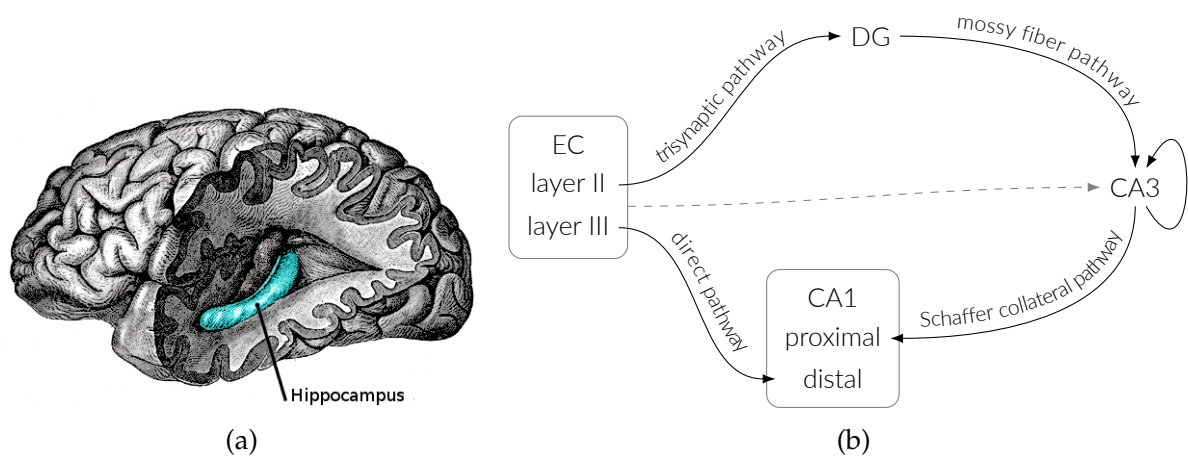 Hippocampus
(a)
EC
layer II
layer III
trisynaptic pathway
DG
mossy fiber pathway
CA3
direct pathway
Schaffer collateral pathway
CA1
proximal
distal
(b)